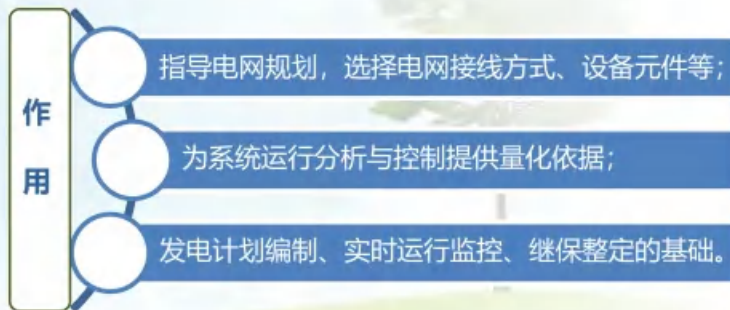 作
用
指导电网规划，选择电网接线方式、设备元件等；
为系统运行分析与控制提供量化依据；
发电计划编制、实时运行监控、继保整定的基础。